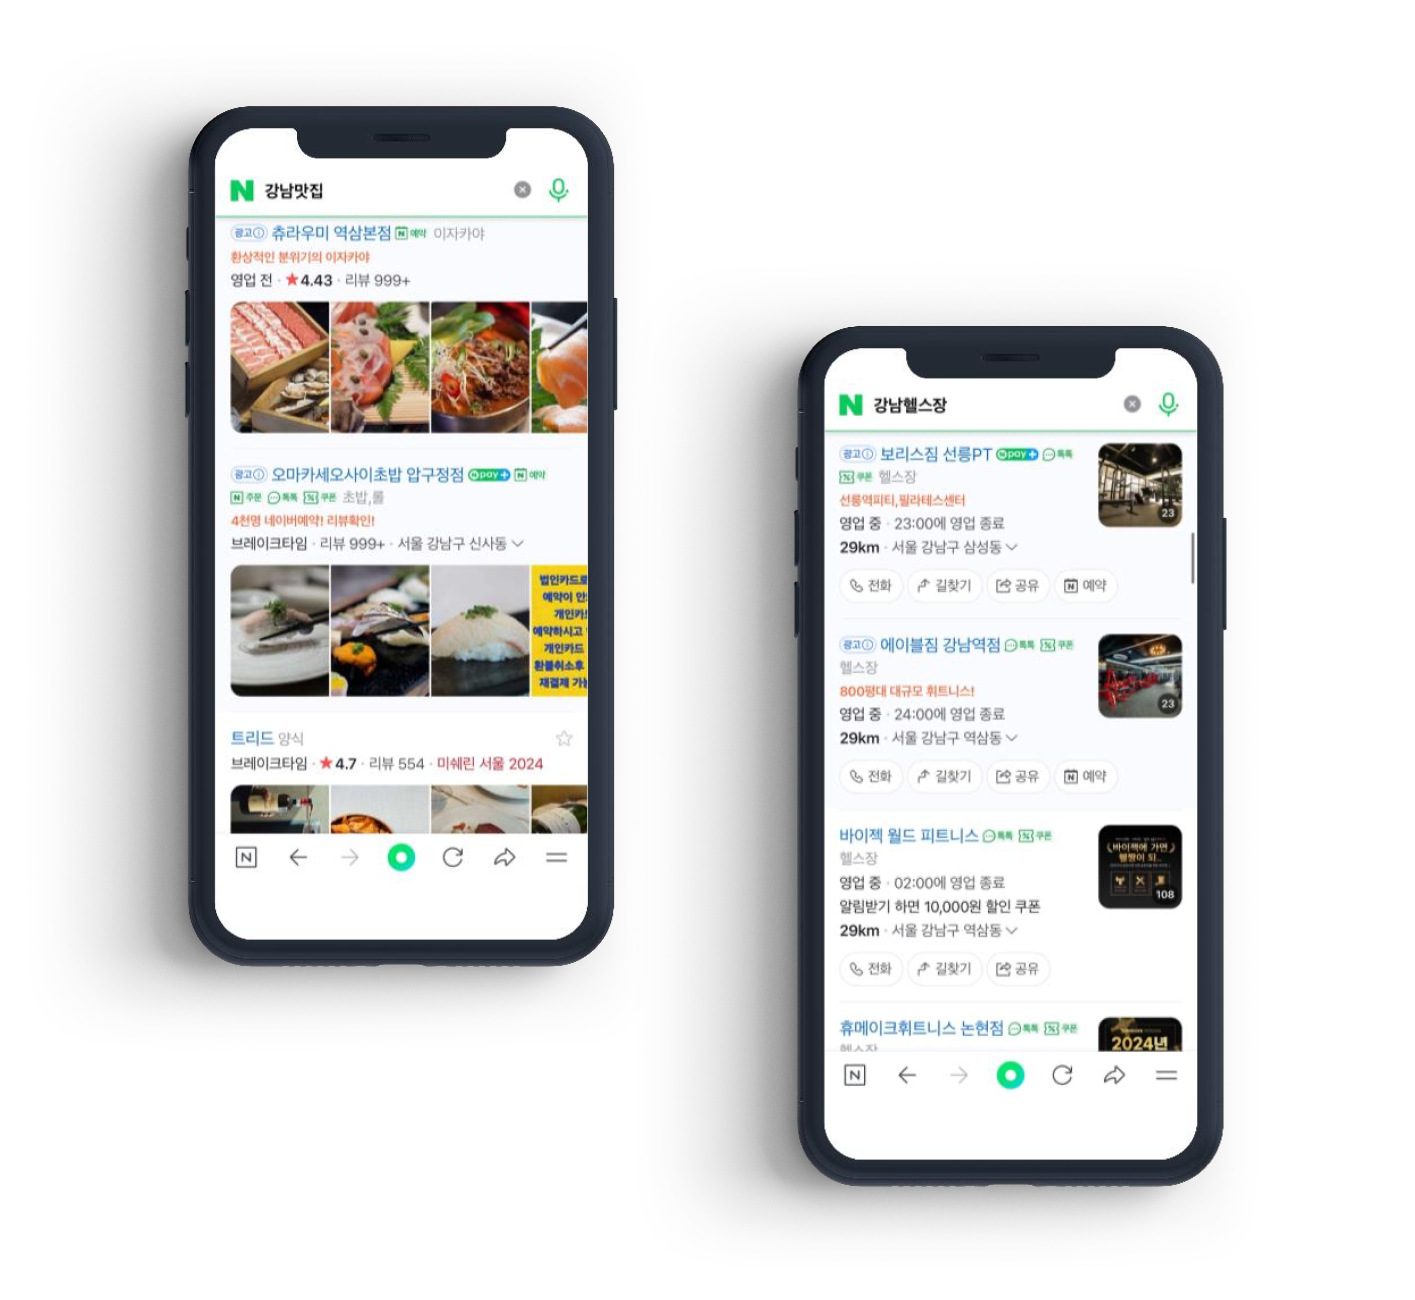 N 강남맛집
광고 츄라우미 역삼본점 N 예약 이자카야
환상적인 분위기의 이자카야
영업 전 · ★4.43 · 리뷰 999+
광고 오마카세오사이초밥 압구정점 N pay+ N 예약
N 주문 톡톡 쿠폰 초밥,롤
4천명 네이버예약! 리뷰확인!
브레이크타임 · 리뷰 999+ · 서울 강남구 신사동
법인카드로
예약이 안
개인카
예약하시고
개인카드
환불취소후
재결제 가능
트리드 양식
브레이크타임 · ★4.7 · 리뷰 554 · 미쉐린 서울 2024
N
N 강남헬스장
광고 보리스짐 선릉PT N pay+ 톡톡
쿠폰 헬스장
선릉역피티,필라테스센터
영업 중 · 23:00에 영업 종료
29km · 서울 강남구 삼성동
23
전화 길찾기 공유 N 예약
광고 에이블짐 강남역점 톡톡 쿠폰
헬스장
800평대 대규모 휘트니스!
영업 중 · 24:00에 영업 종료
29km · 서울 강남구 역삼동
23
전화 길찾기 공유 N 예약
바이젝 월드 피트니스 톡톡 쿠폰
헬스장
영업 중 · 02:00에 영업 종료
알림받기 하면 10,000원 할인 쿠폰
29km · 서울 강남구 역삼동
바이젝에 가면
헬짱이 되..
108
전화 길찾기 공유
휴메이크휘트니스 논현점 톡톡 쿠폰
헬스장
2024년
N